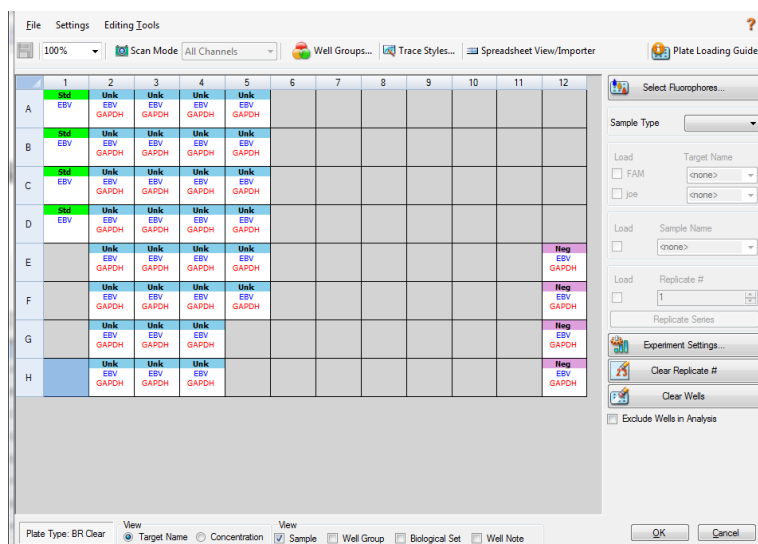 File Settings Editing Tools ?
100% Scan Mode All Channels Well Groups... Trace Styles... Spreadsheet View/Importer Plate Loading Guide
1 2 3 4 5 6 7 8 9 10 11 12
A Std Unk Unk Unk Unk
EBV EBV EBV EBV EBV
GAPDH GAPDH GAPDH GAPDH
B Std Unk Unk Unk Unk
EBV EBV EBV EBV EBV
GAPDH GAPDH GAPDH GAPDH
C Std Unk Unk Unk Unk
EBV EBV EBV EBV EBV
GAPDH GAPDH GAPDH GAPDH
D Std Unk Unk Unk Unk
EBV EBV EBV EBV EBV
GAPDH GAPDH GAPDH GAPDH
E Unk Unk Unk Unk Neg
EBV EBV EBV EBV EBV
GAPDH GAPDH GAPDH GAPDH GAPDH
F Unk Unk Unk Unk Neg
EBV EBV EBV EBV EBV
GAPDH GAPDH GAPDH GAPDH GAPDH
G Unk Unk Unk Neg
EBV EBV EBV EBV
GAPDH GAPDH GAPDH GAPDH
H Unk Unk Unk Neg
EBV EBV EBV EBV
GAPDH GAPDH GAPDH GAPDH
Select Fluorophores...
Sample Type
Load Target Name
FAM <none>
joe <none>
Load Sample Name
<none>
Load Replicate #
1
Replicate Series
Experiment Settings...
Clear Replicate #
Clear Wells
Exclude Wells in Analysis
Plate Type: BR Clear
View
Target Name Concentration
View
Sample Well Group Biological Set Well Note
OK Cancel